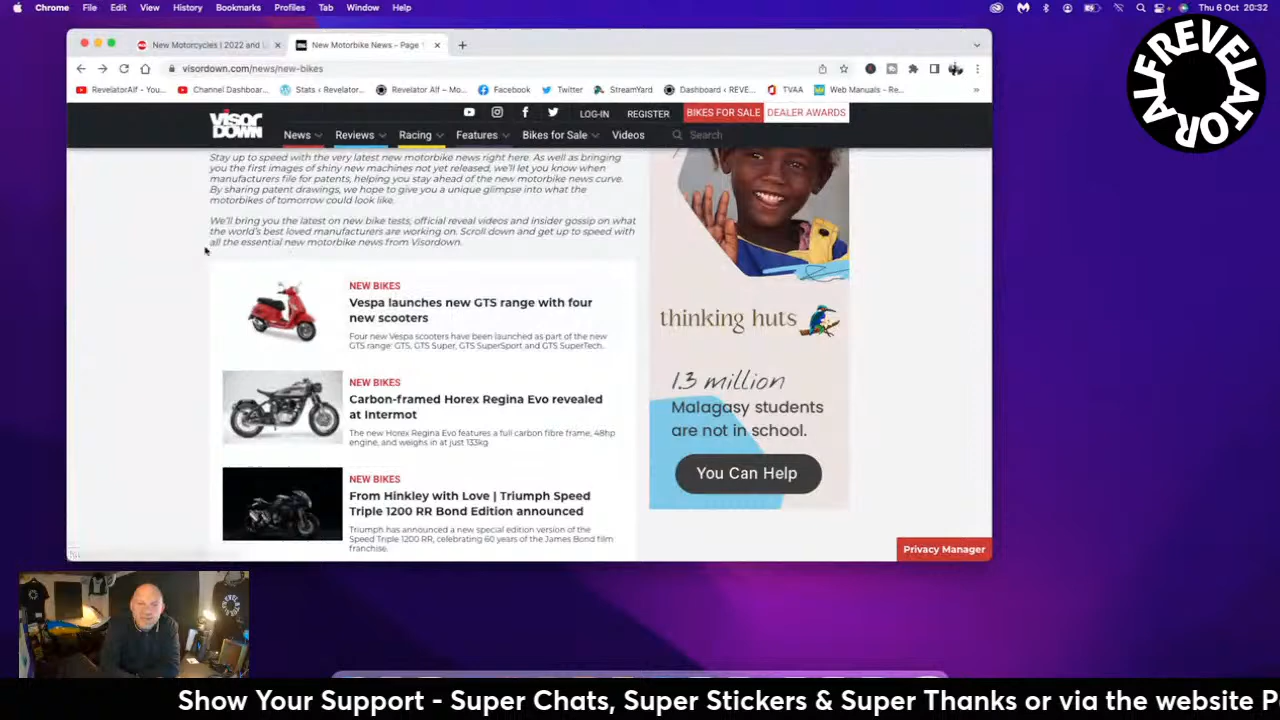 Chrome File Edit View History Bookmarks Profiles Tab Window Help Thu 6 Oct 20:32
New Motorcycles | 2022 and New Motorbike News - Page
visordown.com/news/new-bikes
RevelatorAlf - You... Channel Dashboar... Stats ‹ Revelator... Revelator Alf – Mo... Facebook Twitter StreamYard Dashboard ‹ REVE... TVAA Web Manuals - Re... »
VISOR DOWN
LOG-IN REGISTER BIKES FOR SALE DEALER AWARDS
News Reviews Racing Features Bikes for Sale Videos Search
Stay up to speed with the very latest new motorbike news right here. As well as bringing
you the first images of shiny new machines not yet released, we'll let you know when
manufacturers file for patents, helping you stay ahead of the new motorbike news curve.
By sharing patent drawings, we hope to give you a unique glimpse into what the
motorbikes of tomorrow could look like.
We'll bring you the latest on new bike tests, official reveal videos and insider gossip on what
the world's best loved manufacturers are working on. Scroll down and get up to speed with
all the essential new motorbike news from Visordown.
NEW BIKES
Vespa launches new GTS range with four
new scooters
Four new Vespa scooters have been launched as part of the new
GTS range: GTS, GTS Super, GTS SuperSport and GTS SuperTech.
NEW BIKES
Carbon-framed Horex Regina Evo revealed
at Intermot
The new Horex Regina Evo features a full carbon fibre frame, 48hp
engine, and weighs in at just 133kg
NEW BIKES
From Hinkley with Love | Triumph Speed
Triple 1200 RR Bond Edition announced
Triumph has announced a new special edition version of the
Speed Triple 1200 RR, celebrating 60 years of the James Bond film
franchise.
thinking huts
1.3 million
Malagasy students
are not in school.
You Can Help
Privacy Manager
REVELATOR ALF
Show Your Support - Super Chats, Super Stickers & Super Thanks or via the website P